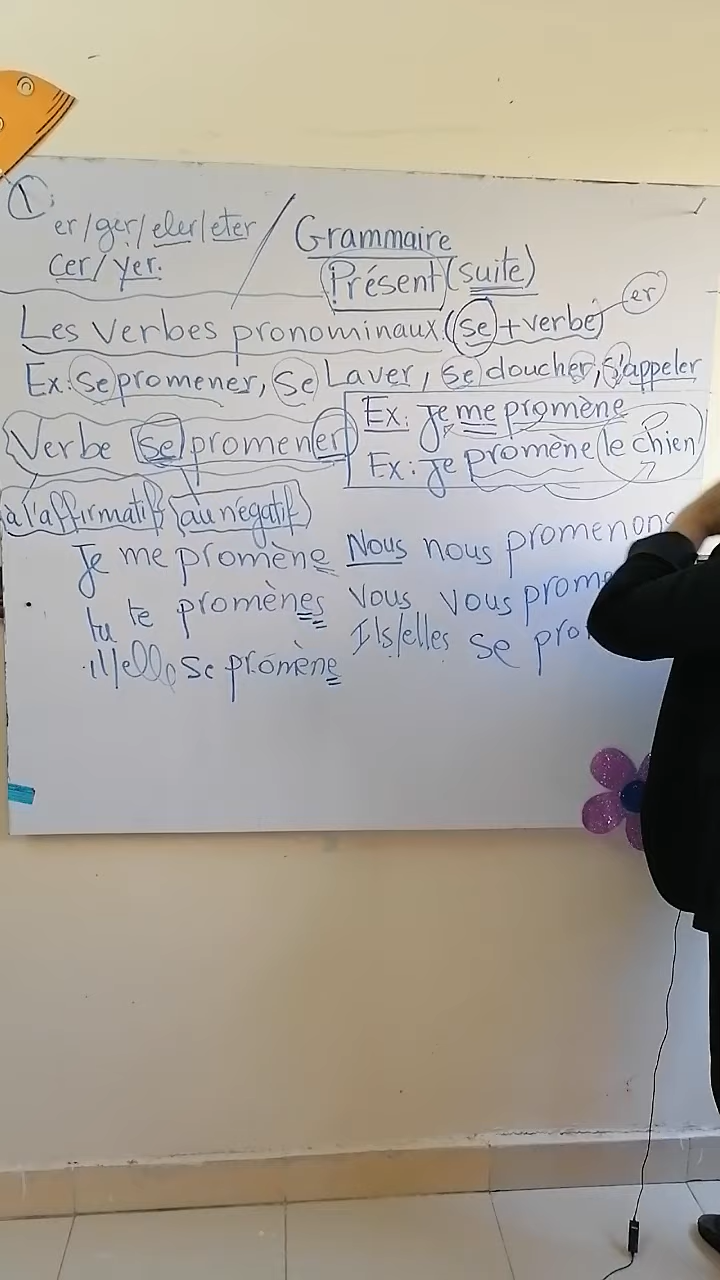 1:
er/ger/eler/eter
cer/yer.
Grammaire
Présent (suite)
Les verbes pronominaux (se + verbe) er
Ex: se promener, se Laver, se doucher, s'appeler
Verbe se promener
Ex: Je me promène
Ex: Je promène le chien
à l'affirmatif au négatif
Je me promène Nous nous promenons
tu te promènes Vous vous
il/elle se promène Ils/elles se